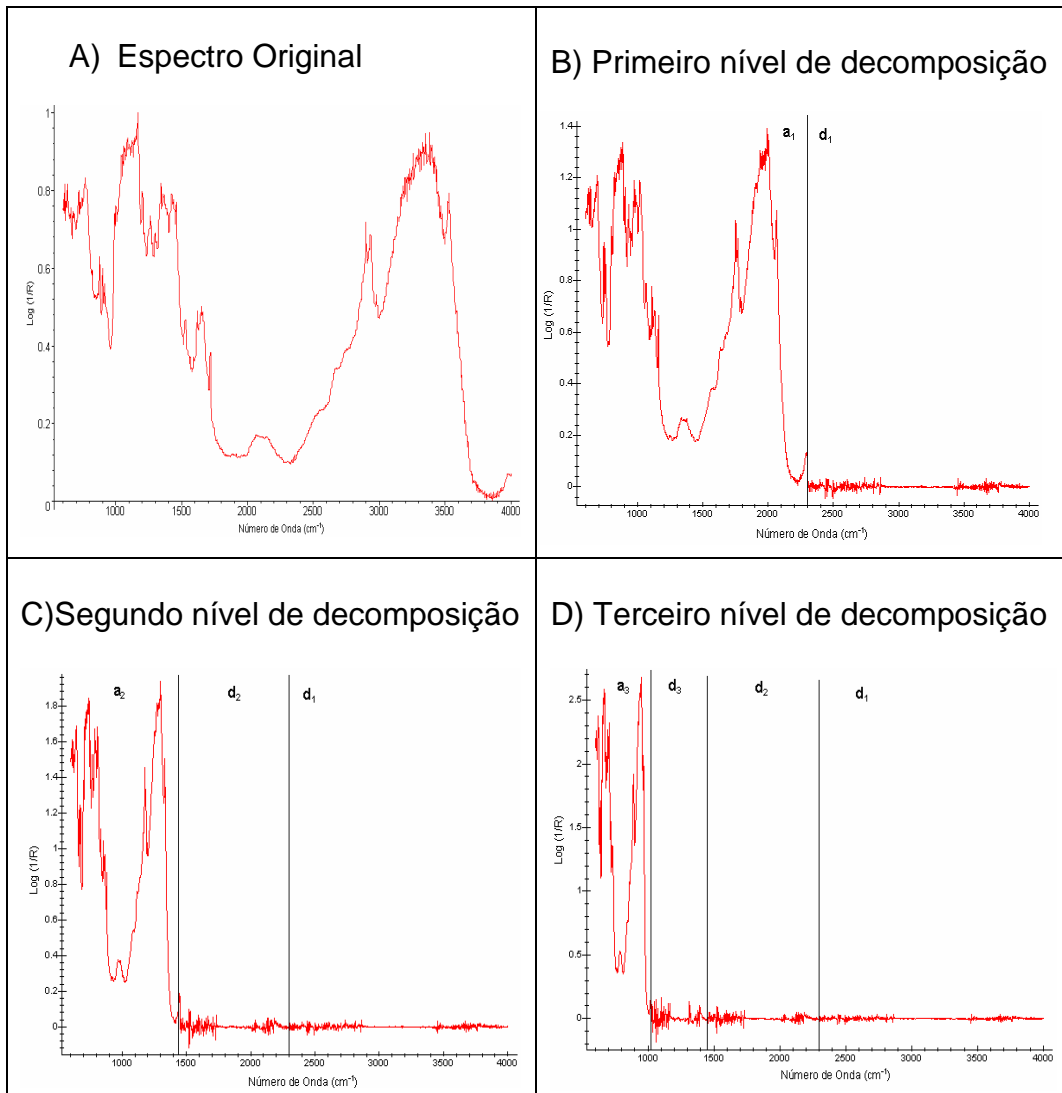 A) Espectro Original
1
0.8
0.6
0.4
0.2
0
Log (1/R)
1000 1500 2000 2500 3000 3500 4000
Número de Onda (cm⁻¹)
B) Primeiro nível de decomposição
a₁ d₁
1.4
1.2
1
0.8
0.6
0.4
0.2
0
Log (1/R)
1000 2000 3000 4000
Número de Onda (cm⁻¹)
C)Segundo nível de decomposição
a₂ d₂ d₁
1.8
1.6
1.4
1.2
1
0.8
0.6
0.4
0.2
0
Log (1/R)
1000 1500 2000 2500 3000 3500 4000
Número de Onda (cm⁻¹)
D) Terceiro nível de decomposição
a₃ d₃ d₂ d₁
2.5
2
1.5
1
0.5
0
Log (1/R)
1000 1500 2000 2500 3000 3500 4000
Número de Onda (cm⁻¹)